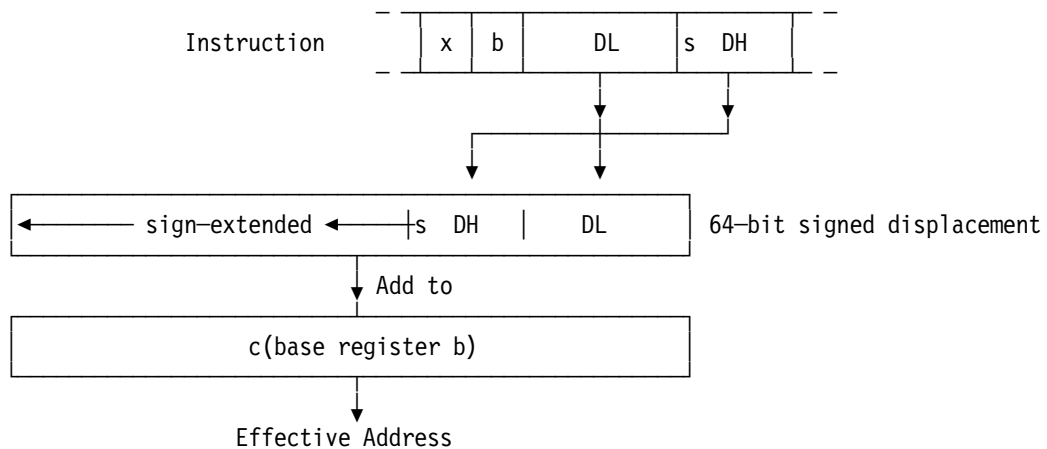 Instruction x b DL s DH
sign-extended s DH DL 64-bit signed displacement
Add to
c(base register b)
Effective Address